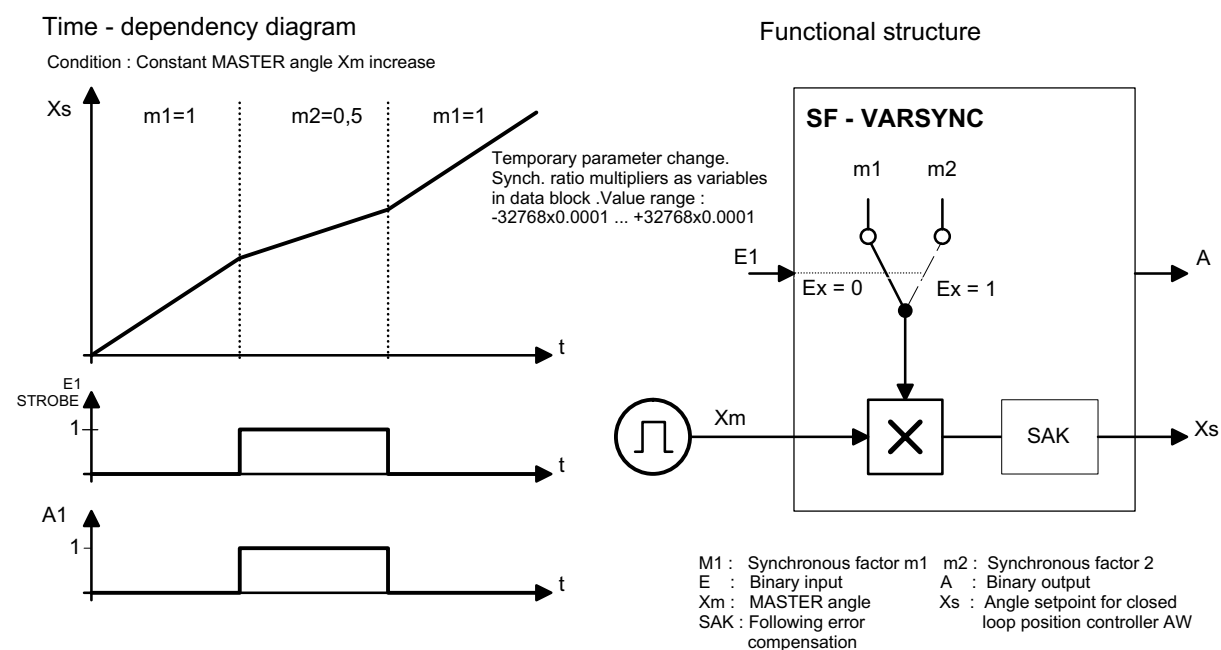 Time - dependency diagram
Condition : Constant MASTER angle Xm increase
Xs
m1=1
m2=0,5
m1=1
Temporary parameter change.
Synch. ratio multipliers as variables
in data block .Value range :
-32768x0.0001 ... +32768x0.0001
t
E1
STROBE
1
t
A1
1
t
Functional structure
SF - VARSYNC
m1
m2
E1
Ex = 0
Ex = 1
A
Xm
SAK
Xs
M1 : Synchronous factor m1 m2 : Synchronous factor 2
E : Binary input A : Binary output
Xm : MASTER angle Xs : Angle setpoint for closed
SAK : Following error loop position controller AW
compensation